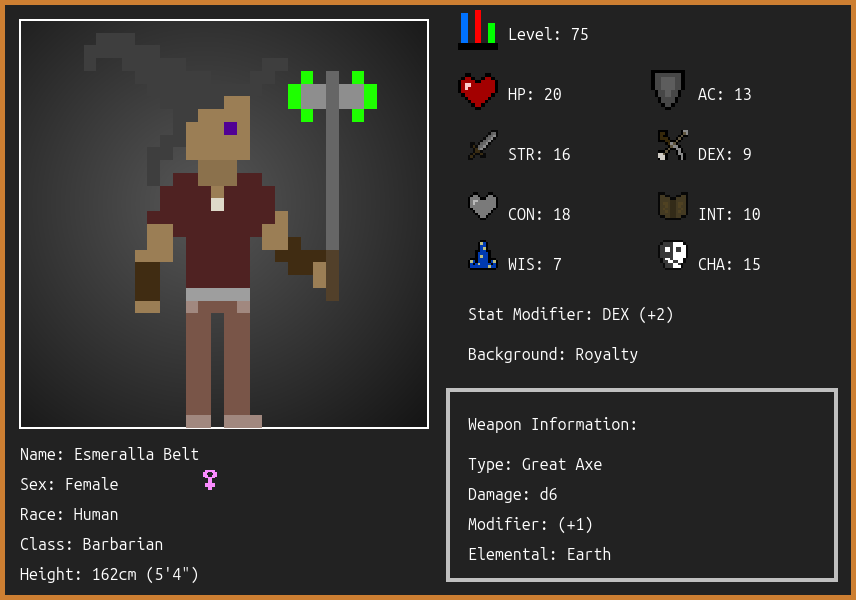 Level: 75
HP: 20
AC: 13
STR: 16
DEX: 9
CON: 18
INT: 10
WIS: 7
CHA: 15
Stat Modifier: DEX (+2)
Background: Royalty
Weapon Information:
Type: Great Axe
Damage: d6
Modifier: (+1)
Elemental: Earth
Name: Esmeralla Belt
Sex: Female
Race: Human
Class: Barbarian
Height: 162cm (5'4")